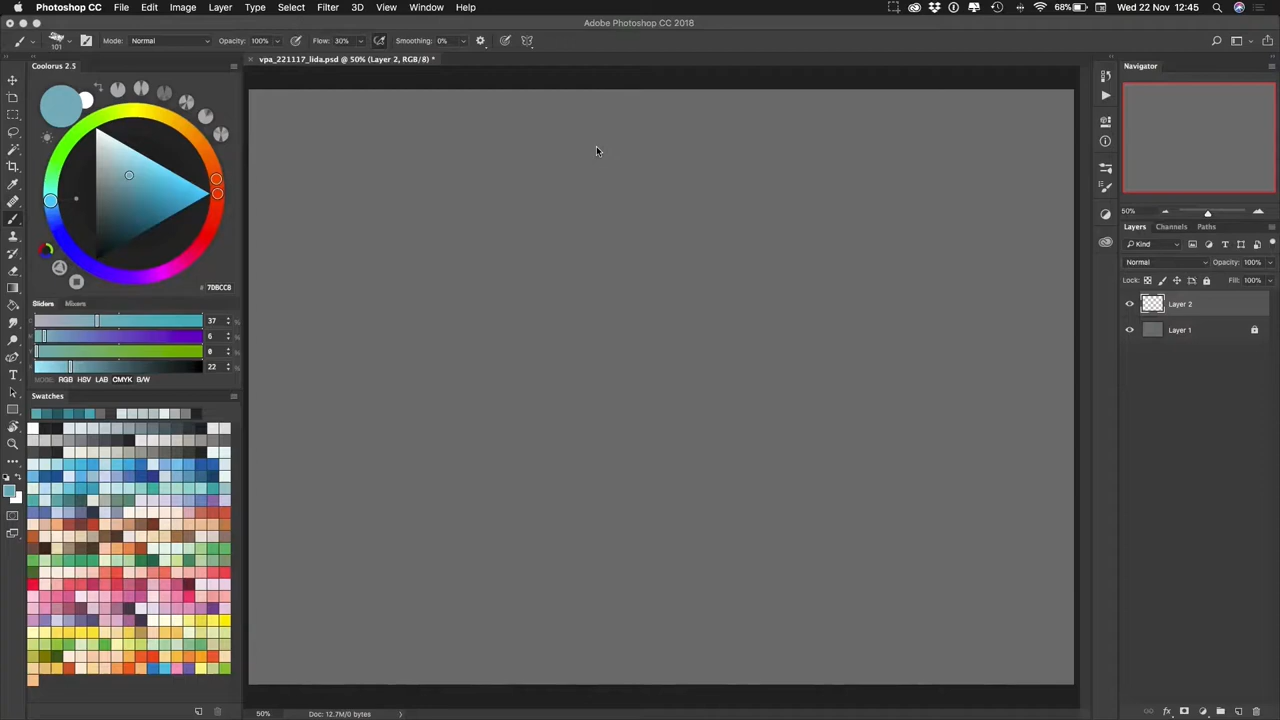 Photoshop CC File Edit Image Layer Type Select Filter 3D View Window Help 68% Wed 22 Nov 12:45
Adobe Photoshop CC 2018
101 Mode: Normal Opacity: 100% Flow: 30% Smoothing: 0%
vpa_221117_lida.psd @ 50% (Layer 2, RGB/8) *
Coolorus 2.5
Navigator
# 7DBCC8
50%
Layers Channels Paths
Kind
Normal Opacity: 100%
Lock: Fill: 100%
Sliders Mixers
Layer 2
37
6
Layer 1
0
22
MODE: RGB HSV LAB CMYK B/W
Swatches
50% Doc: 12.7M/0 bytes